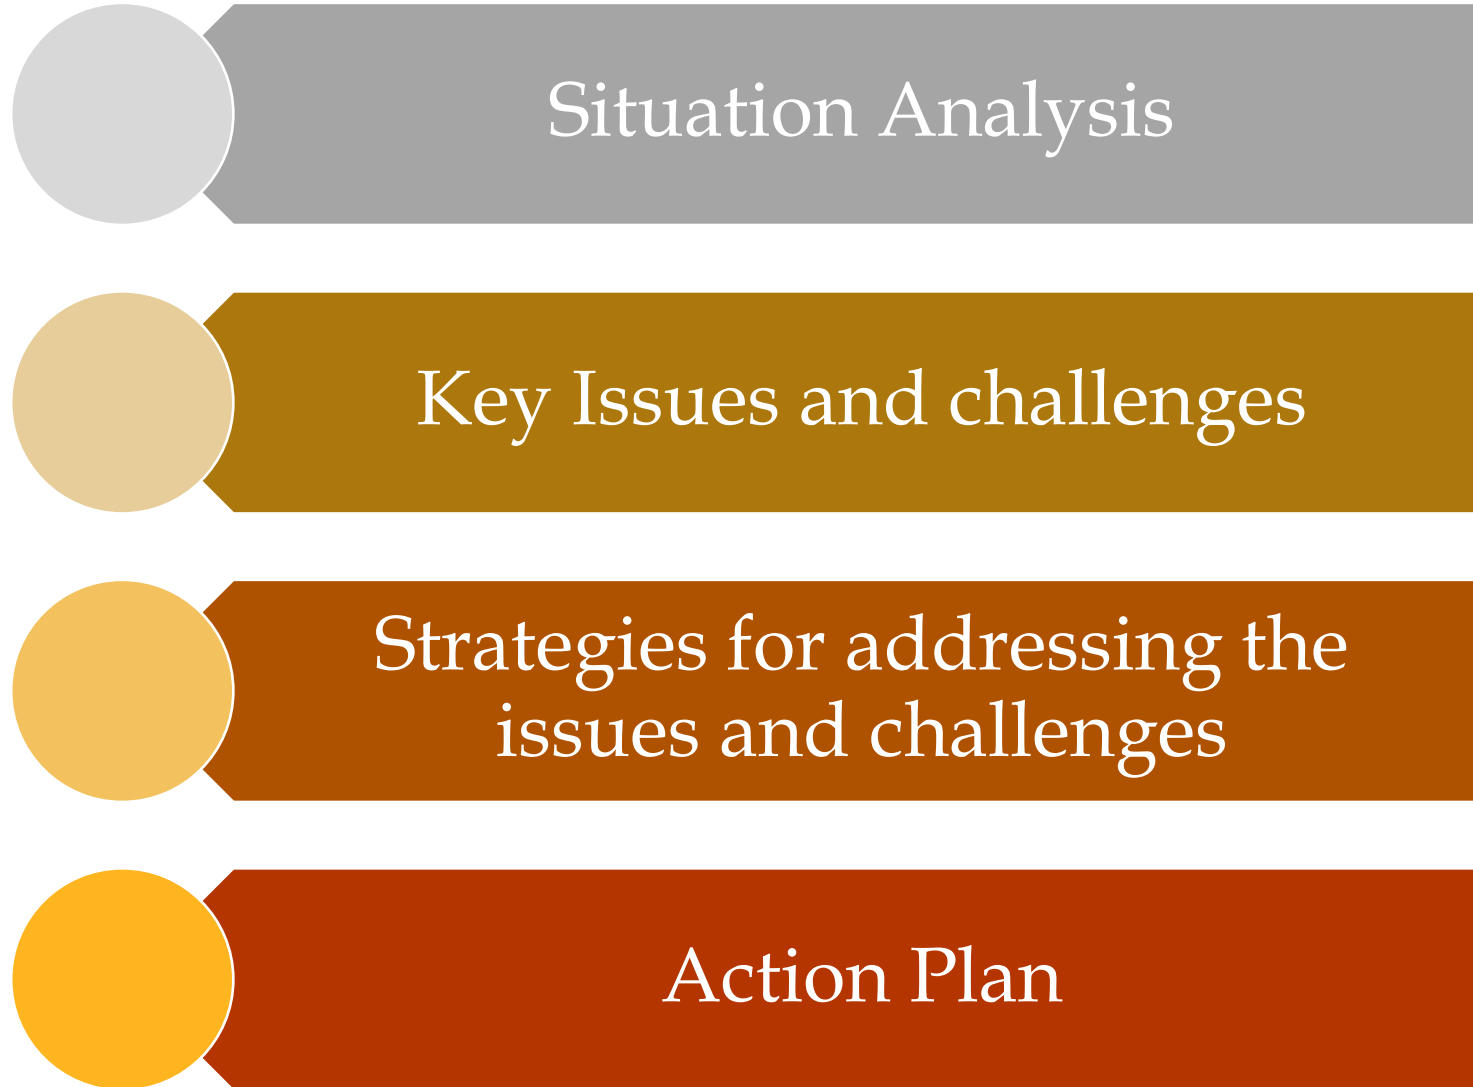 Situation Analysis
Key Issues and challenges
Strategies for addressing the
issues and challenges
Action Plan